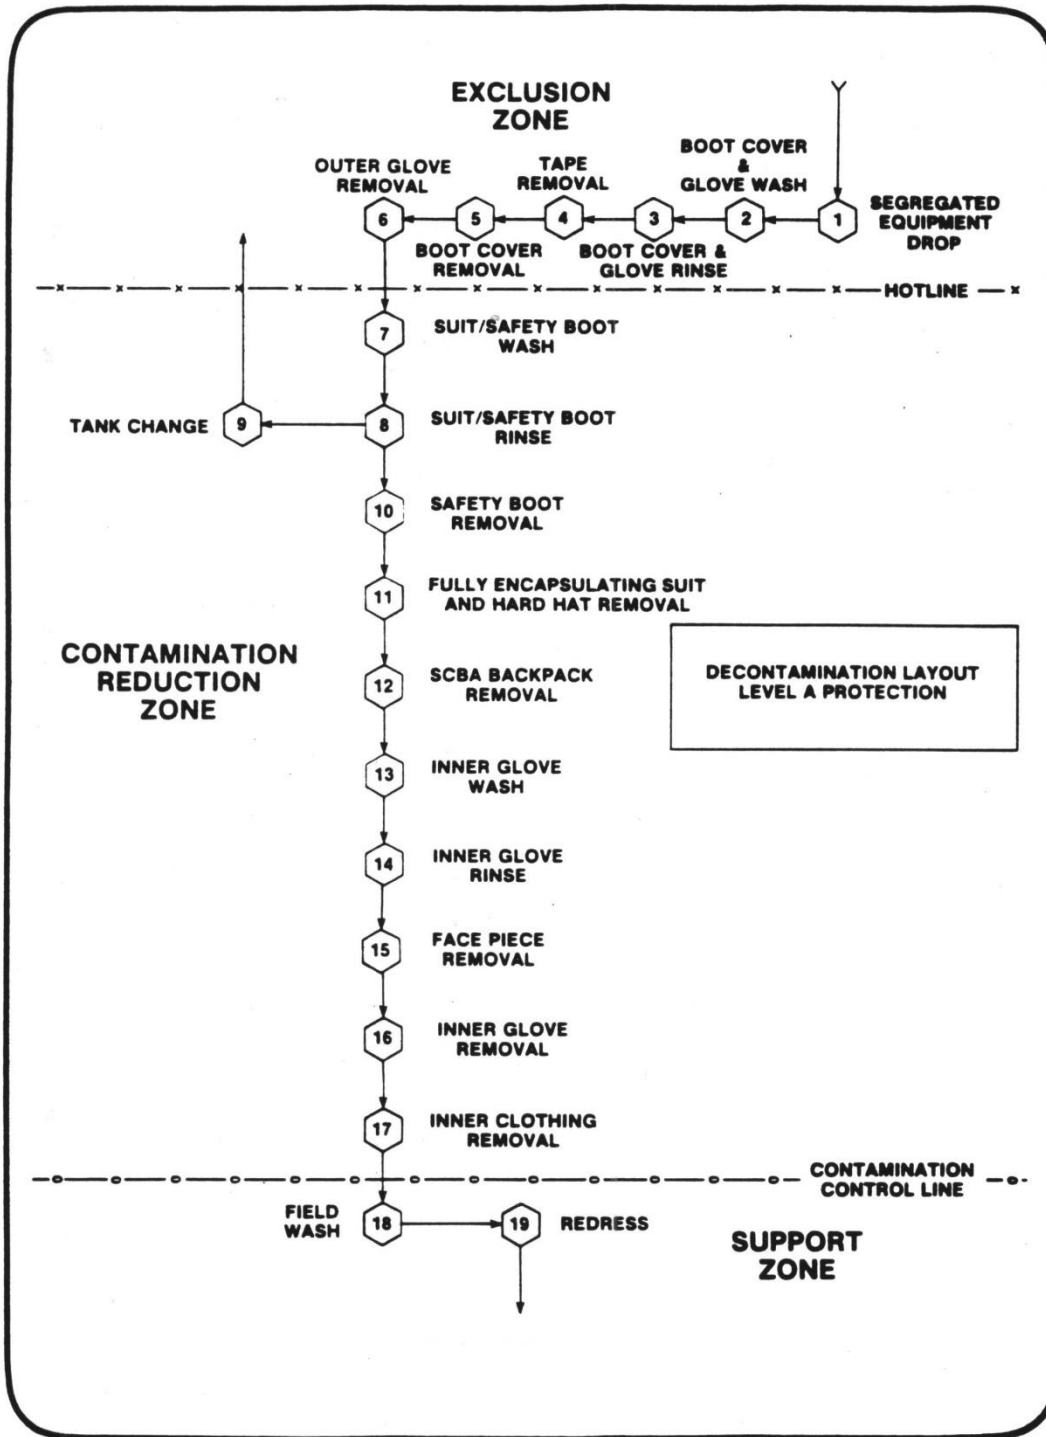 EXCLUSION
ZONE
BOOT COVER
&
GLOVE WASH
OUTER GLOVE
REMOVAL
TAPE
REMOVAL
6
5
4
3
2
1
SEGREGATED
EQUIPMENT
DROP
BOOT COVER
REMOVAL
BOOT COVER &
GLOVE RINSE
HOTLINE
7
SUIT/SAFETY BOOT
WASH
TANK CHANGE
9
8
SUIT/SAFETY BOOT
RINSE
10
SAFETY BOOT
REMOVAL
11
FULLY ENCAPSULATING SUIT
AND HARD HAT REMOVAL
CONTAMINATION
REDUCTION
ZONE
12
SCBA BACKPACK
REMOVAL
DECONTAMINATION LAYOUT
LEVEL A PROTECTION
13
INNER GLOVE
WASH
14
INNER GLOVE
RINSE
15
FACE PIECE
REMOVAL
16
INNER GLOVE
REMOVAL
17
INNER CLOTHING
REMOVAL
CONTAMINATION
CONTROL LINE
FIELD
WASH
18
19
REDRESS
SUPPORT
ZONE